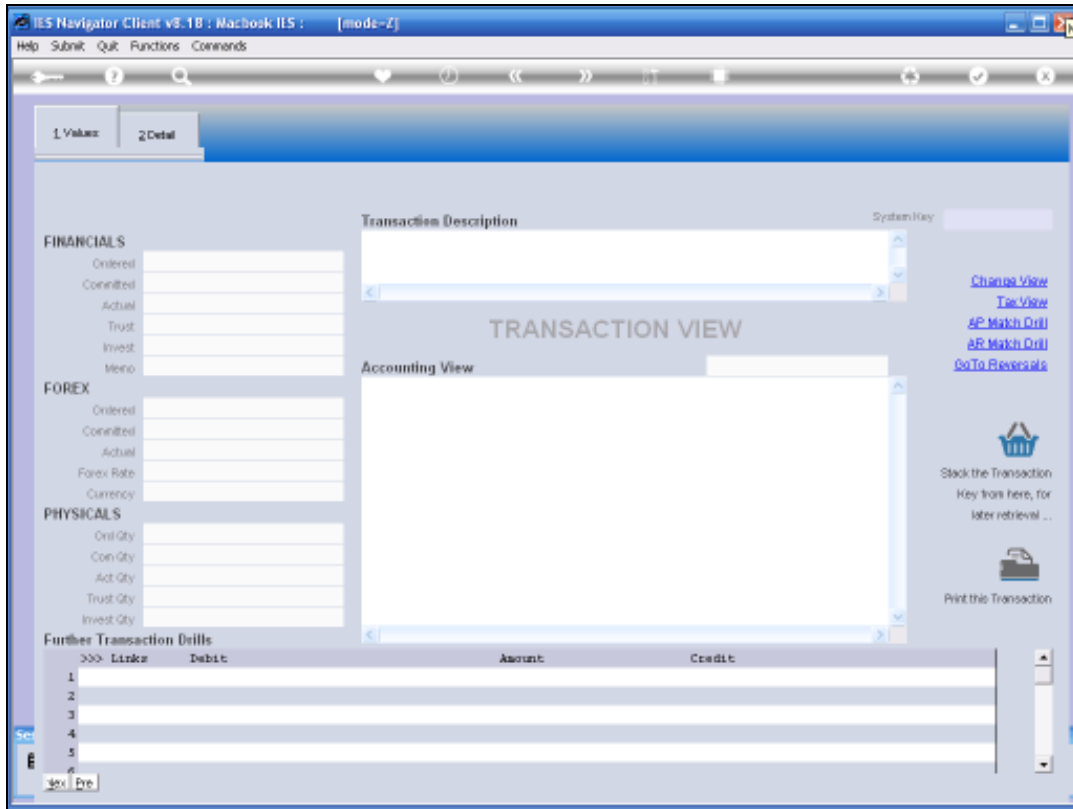 IES Navigator Client v8.18 : Macbook IES : [mode=Z]
Help Submit Quit Functions Commands
1 Values 2 Detail
Transaction Description
System Key
FINANCIALS
Ordered
Committed
Actual
Trust
Invest
Memo
Change View
Tax View
AP Match Drill
AR Match Drill
GoTo Reversals
TRANSACTION VIEW
Accounting View
FOREX
Ordered
Committed
Actual
Forex Rate
Currency
Stack the Transaction
Key from here, for
later retrieval ...
PHYSICALS
Ord Qty
Com Qty
Act Qty
Trust Qty
Invest Qty
Print this Transaction
Further Transaction Drills
>>> Links Debit Amount Credit
1
2
3
4
5
6
Nex Pre